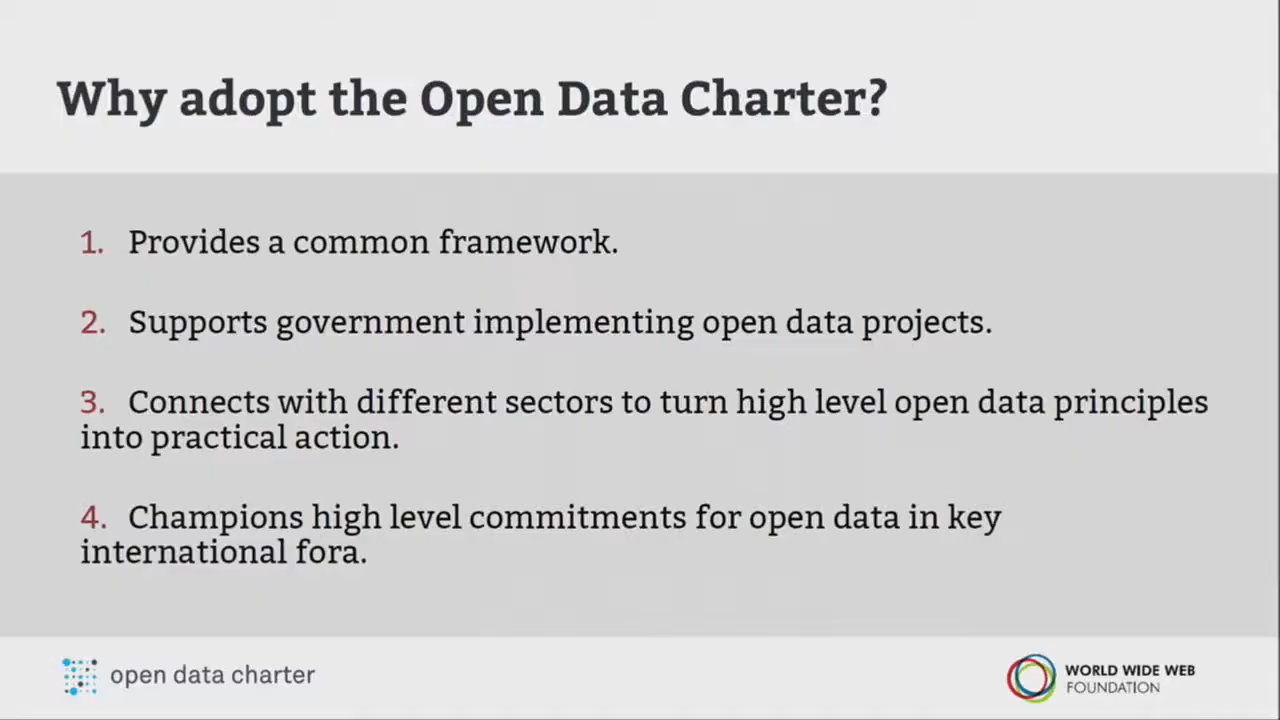 Why adopt the Open Data Charter?
1. Provides a common framework.
2. Supports government implementing open data projects.
3. Connects with different sectors to turn high level open data principles
into practical action.
4. Champions high level commitments for open data in key
international fora.
open data charter
WORLD WIDE WEB
FOUNDATION